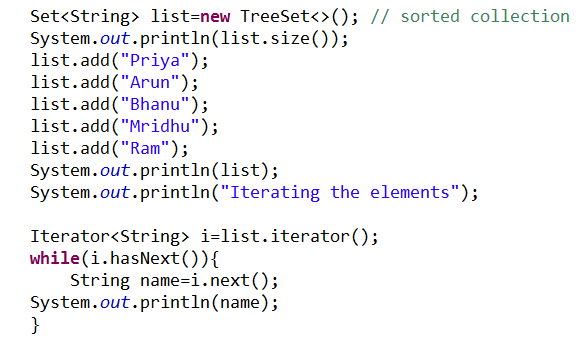 Set<String> list=new TreeSet<>(); // sorted collection
System.out.println(list.size());
list.add("Priya");
list.add("Arun");
list.add("Bhanu");
list.add("Mridhu");
list.add("Ram");
System.out.println(list);
System.out.println("Iterating the elements");
Iterator<String> i=list.iterator();
while(i.hasNext()){
    String name=i.next();
System.out.println(name);
}